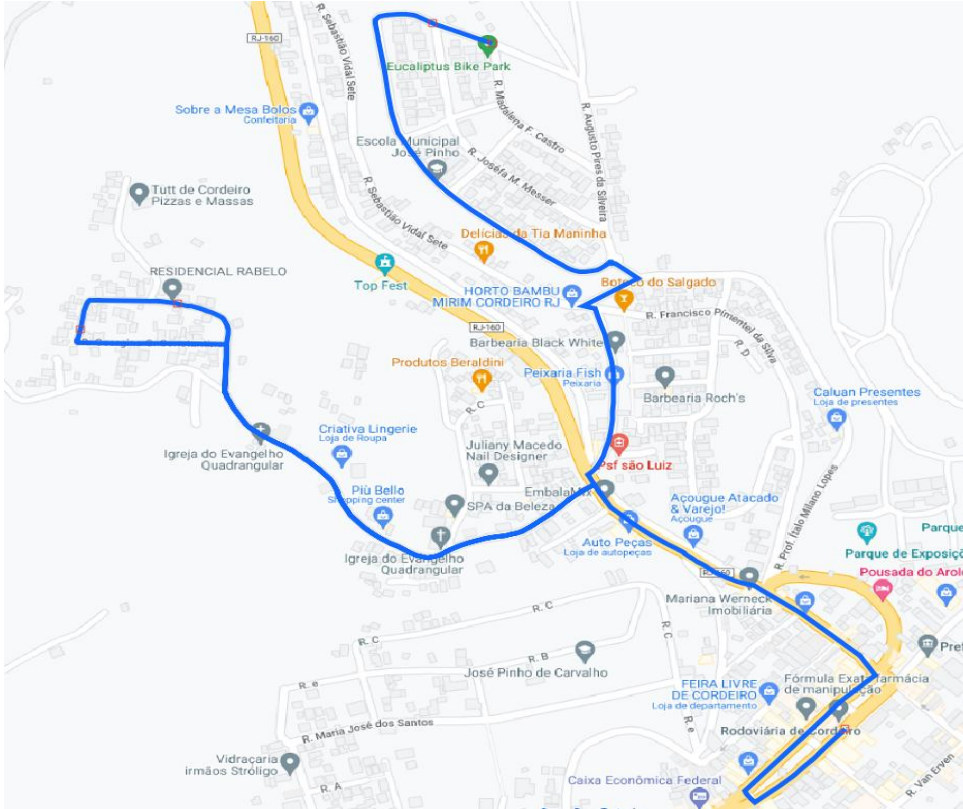 RJ-160
R. Sebastião Vidal Sete
Eucaliptus Bike Park
Sobre a Mesa Bolos
Confeitaria
R. Madalena F. Castro
R. Augusto Pires da Silveira
Escola Municipal
José Pinho
R. Josefa M. Messer
Tutt de Cordeiro
Pizzas e Massas
R. Sebastião Vidal Sete
Delícias da Tia Maninha
RESIDENCIAL RABELO
Top Fest
HORTO BAMBU
MIRIM CORDEIRO RJ
Boteco do Salgado
R. Francisco Pimentel da Silva
RJ-160
R. D
Barbearia Black White
Produtos Beraldini
Peixaria Fish
Peixaria
Barbearia Roch's
Caluan Presentes
Loja de presentes
R. C
Criativa Lingerie
Loja de Roupa
Igreja do Evangelho
Quadrangular
Juliany Macedo
Nail Designer
Psf são Luiz
R. Prof. Ítalo Milano Lopes
Più Bello
Shopping center
SPA da Beleza
EmbalaMix
Açougue Atacado
& Varejo!
Açougue
Auto Peças
Loja de autopeças
Igreja do Evangelho
Quadrangular
Parque
Parque de Exposiçõ
Pousada do Arol
RJ-160
Mariana Werneck
Imobiliária
R. C
R. C
R. B
José Pinho de Carvalho
R. e
Pref
Fórmula Exata farmácia
de manipulação
FEIRA LIVRE
DE CORDEIRO
Loja de departamento
R. e
R. Maria José dos Santos
Rodoviária de Cordeiro
Vidraçaria
irmãos Stróligo
R. A
Caixa Econômica Federal
R. Van Erven